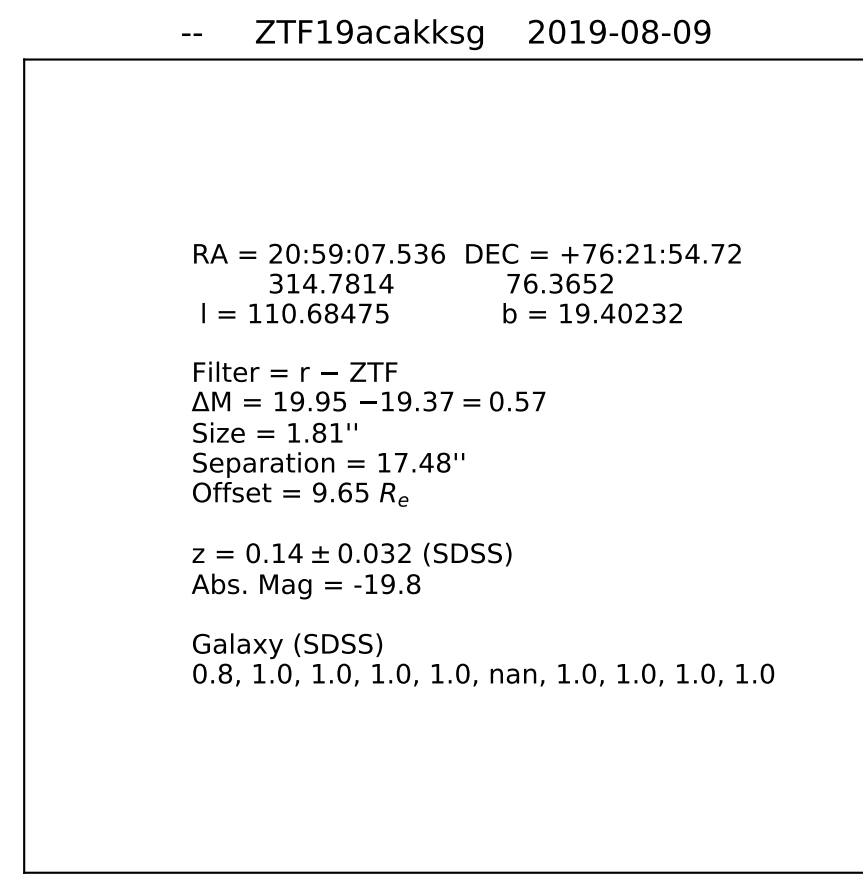 -- ZTF19acakksg 2019-08-09
RA = 20:59:07.536 DEC = +76:21:54.72
314.7814 76.3652
l = 110.68475 b = 19.40232
Filter = r − ZTF
ΔM = 19.95 −19.37 = 0.57
Size = 1.81''
Separation = 17.48''
Offset = 9.65 Rₑ
z = 0.14 ± 0.032 (SDSS)
Abs. Mag = -19.8
Galaxy (SDSS)
0.8, 1.0, 1.0, 1.0, 1.0, nan, 1.0, 1.0, 1.0, 1.0